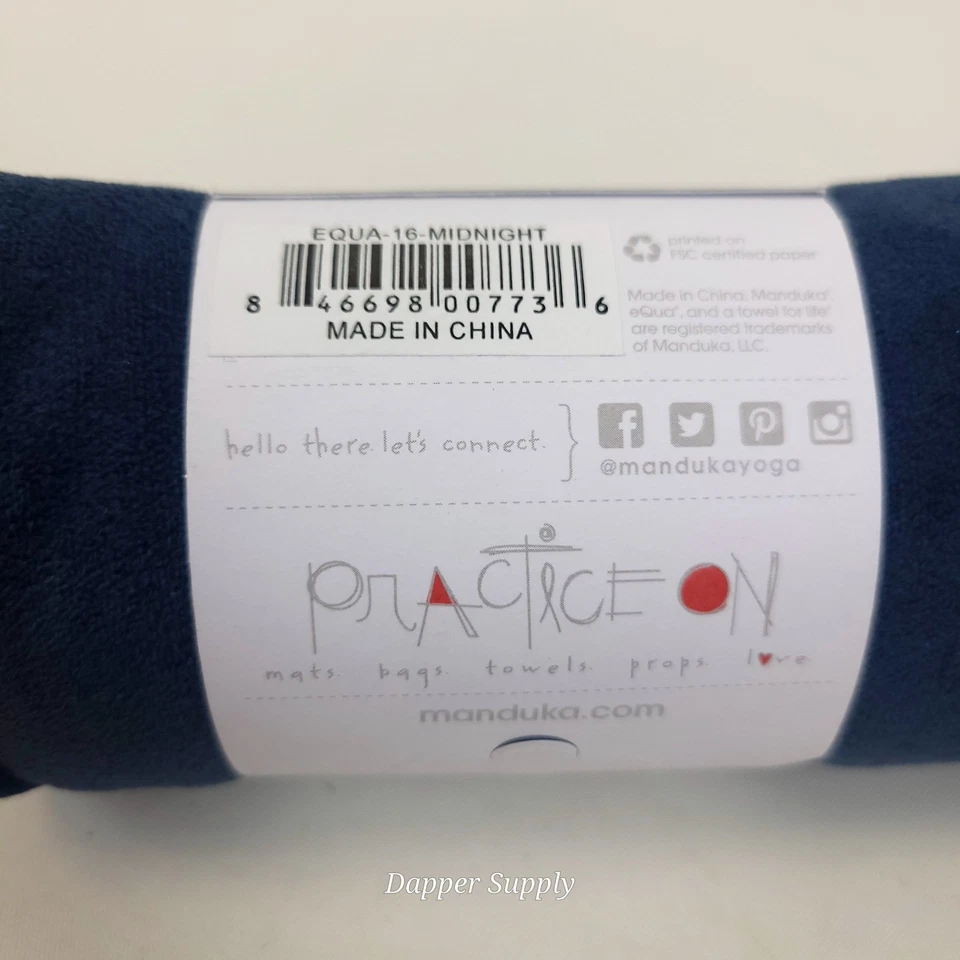 EQUA-16-MIDNIGHT
8 46698 00773 6
MADE IN CHINA
printed on
FSC certified paper
Made in China. Manduka®,
eQua®, and a towel for life®
are registered trademarks
of Manduka, LLC.
hello there. let's connect.
@mandukayoga
PRACTICE ON
mats. bags. towels. props. love.
manduka.com
Dapper Supply